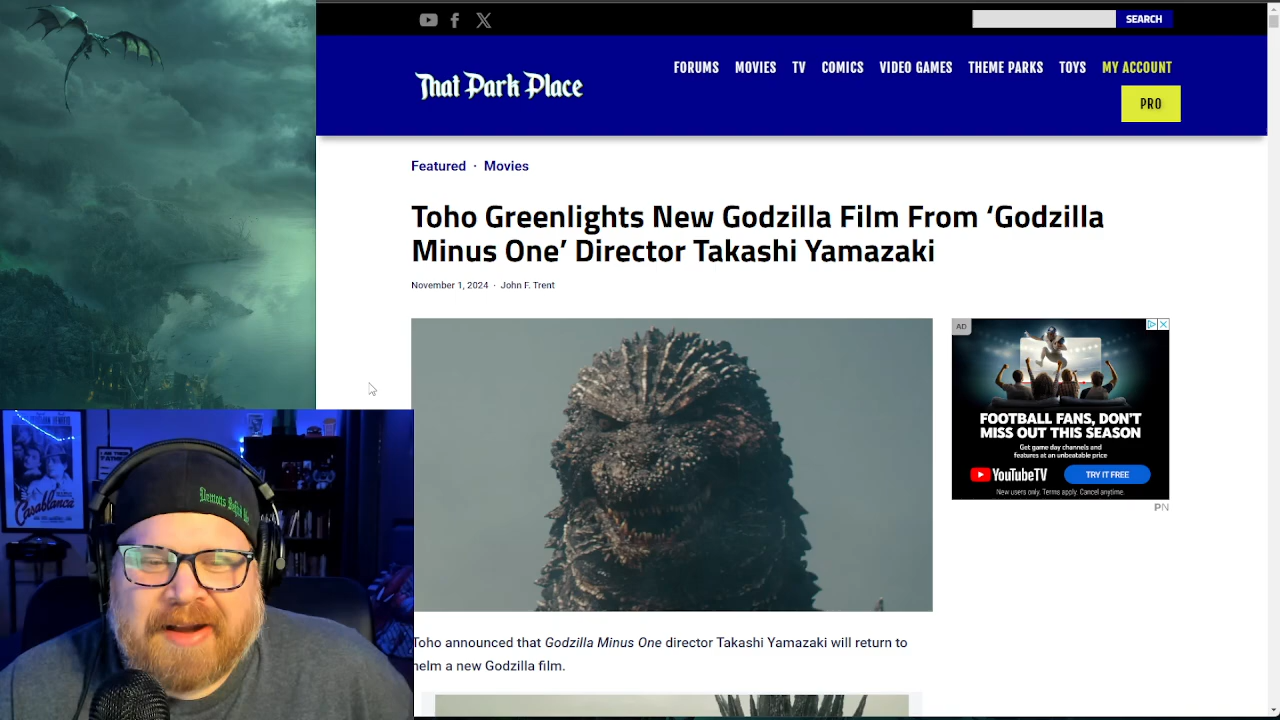 SEARCH
That Park Place
FORUMS MOVIES TV COMICS VIDEO GAMES THEME PARKS TOYS MY ACCOUNT
PRO
Featured · Movies
Toho Greenlights New Godzilla Film From ‘Godzilla
Minus One’ Director Takashi Yamazaki
November 1, 2024 · John F. Trent
AD
FOOTBALL FANS, DON'T
MISS OUT THIS SEASON
Get game day channels and
features at an unbeatable price
YouTubeTV TRY IT FREE
New users only. Terms apply. Cancel anytime.
PN
Toho announced that Godzilla Minus One director Takashi Yamazaki will return to
helm a new Godzilla film.
Casablanca